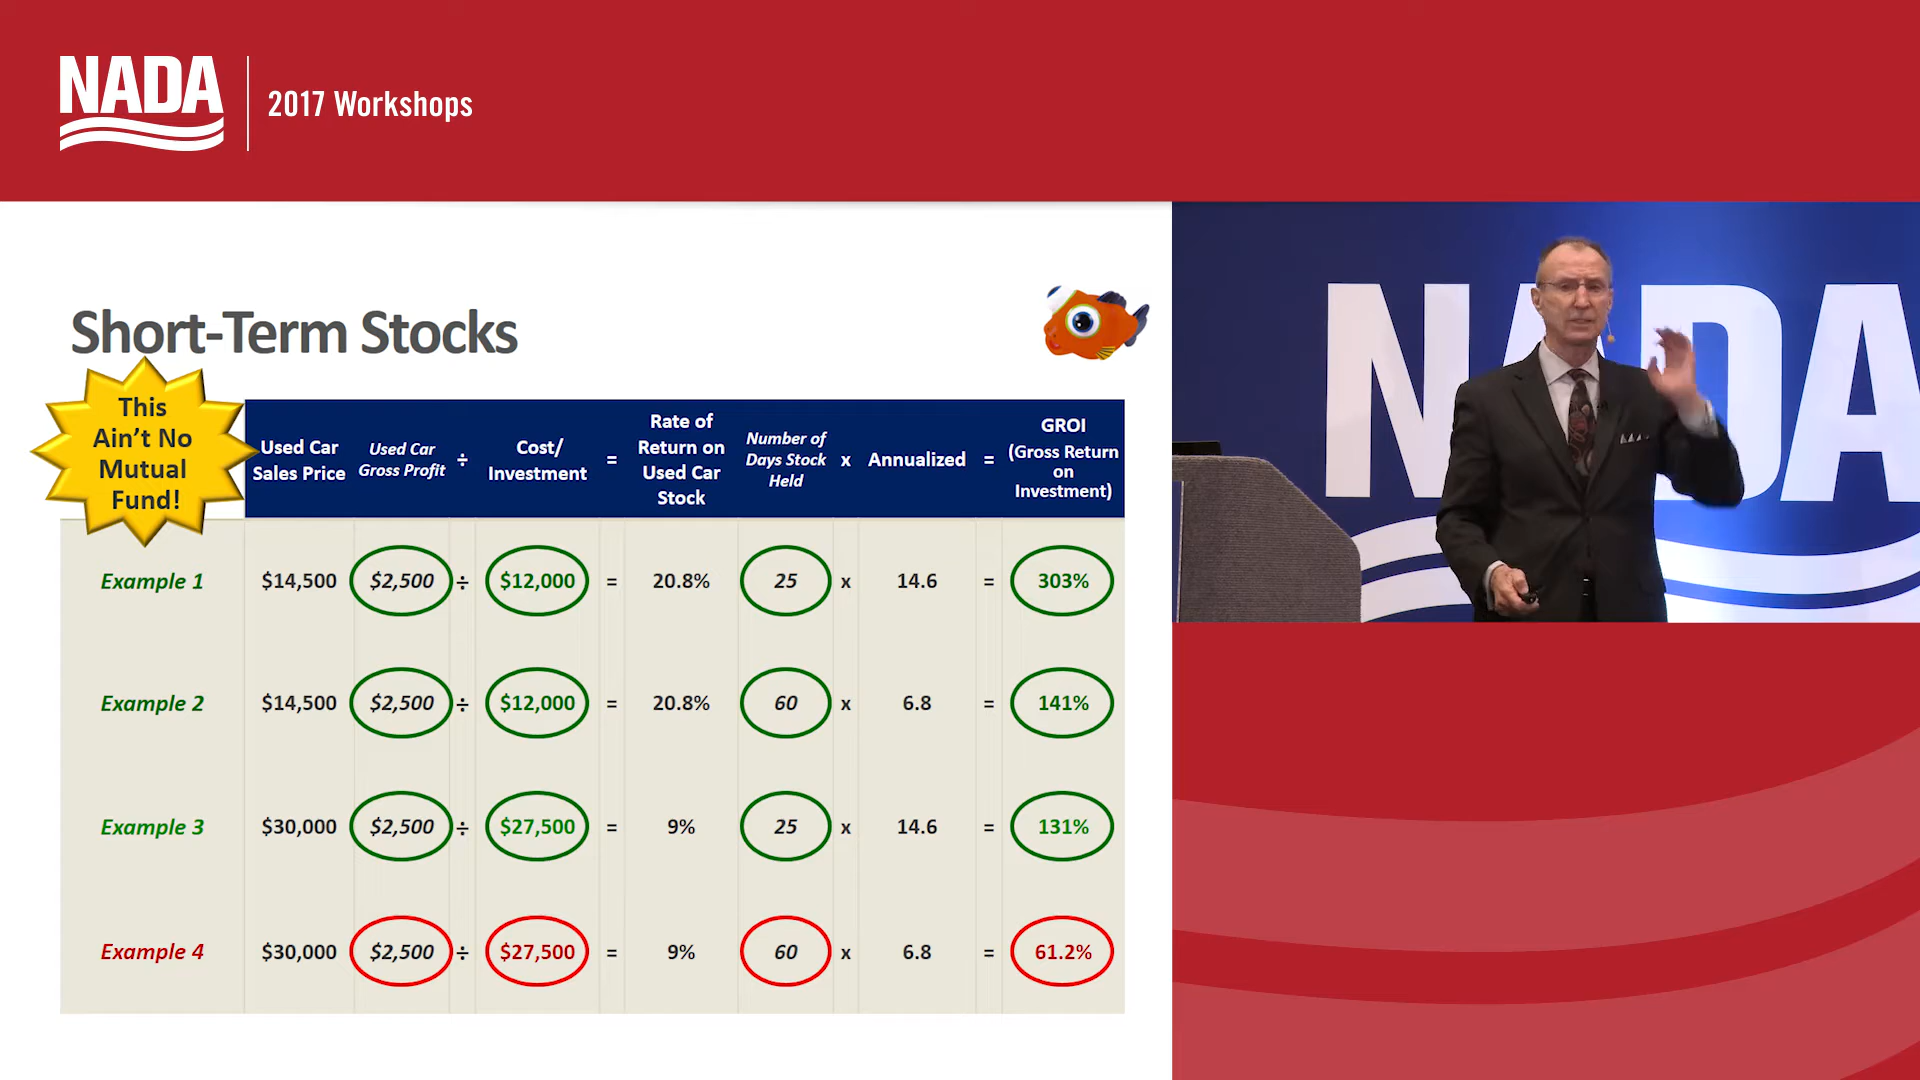 NADA
2017 Workshops
Short-Term Stocks
This
Ain't No
Mutual
Fund!
Used Car
Sales Price
Used Car
Gross Profit
÷
Cost/
Investment
=
Rate of
Return on
Used Car
Stock
Number of
Days Stock
Held
x
Annualized
=
GROI
(Gross Return
on
Investment)
Example 1 $14,500 $2,500 ÷ $12,000 = 20.8% 25 x 14.6 = 303%
Example 2 $14,500 $2,500 ÷ $12,000 = 20.8% 60 x 6.8 = 141%
Example 3 $30,000 $2,500 ÷ $27,500 = 9% 25 x 14.6 = 131%
Example 4 $30,000 $2,500 ÷ $27,500 = 9% 60 x 6.8 = 61.2%
NADA